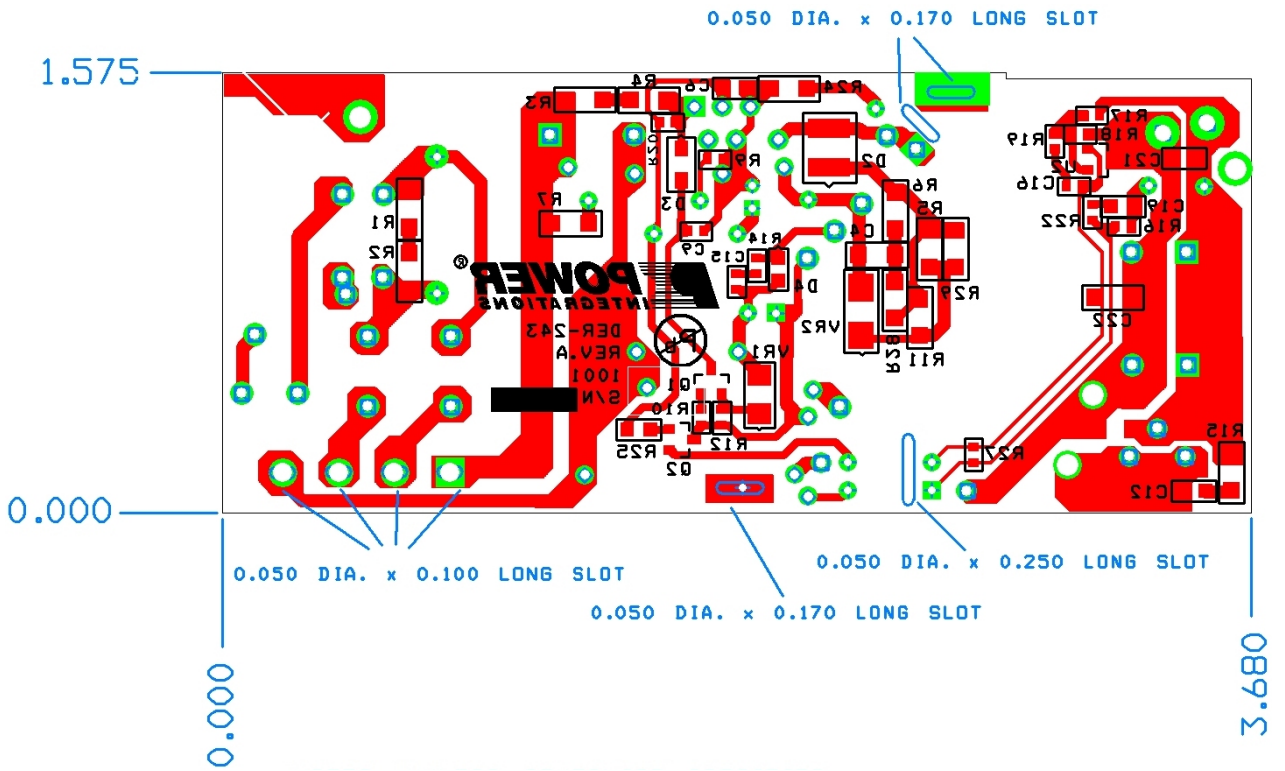 0.050 DIA. x 0.170 LONG SLOT
1.575
R4
C6
R24
R3
R20
R17
R19
R18
U2
C21
R9
D2
C16
R6
R7
D3
R5
C19
R22
R16
R1
R2
C9
R14
C4
C15
D4
R29
POWER®
INTEGRATIONS
C22
DER-243
REV.A
1001
S/N
Pb
VR2
R28
R11
VR1
Q1
R10
R12
R25
Q2
R27
R15
C12
0.000
0.050 DIA. x 0.100 LONG SLOT
0.050 DIA. x 0.250 LONG SLOT
0.050 DIA. x 0.170 LONG SLOT
0.000
3.680